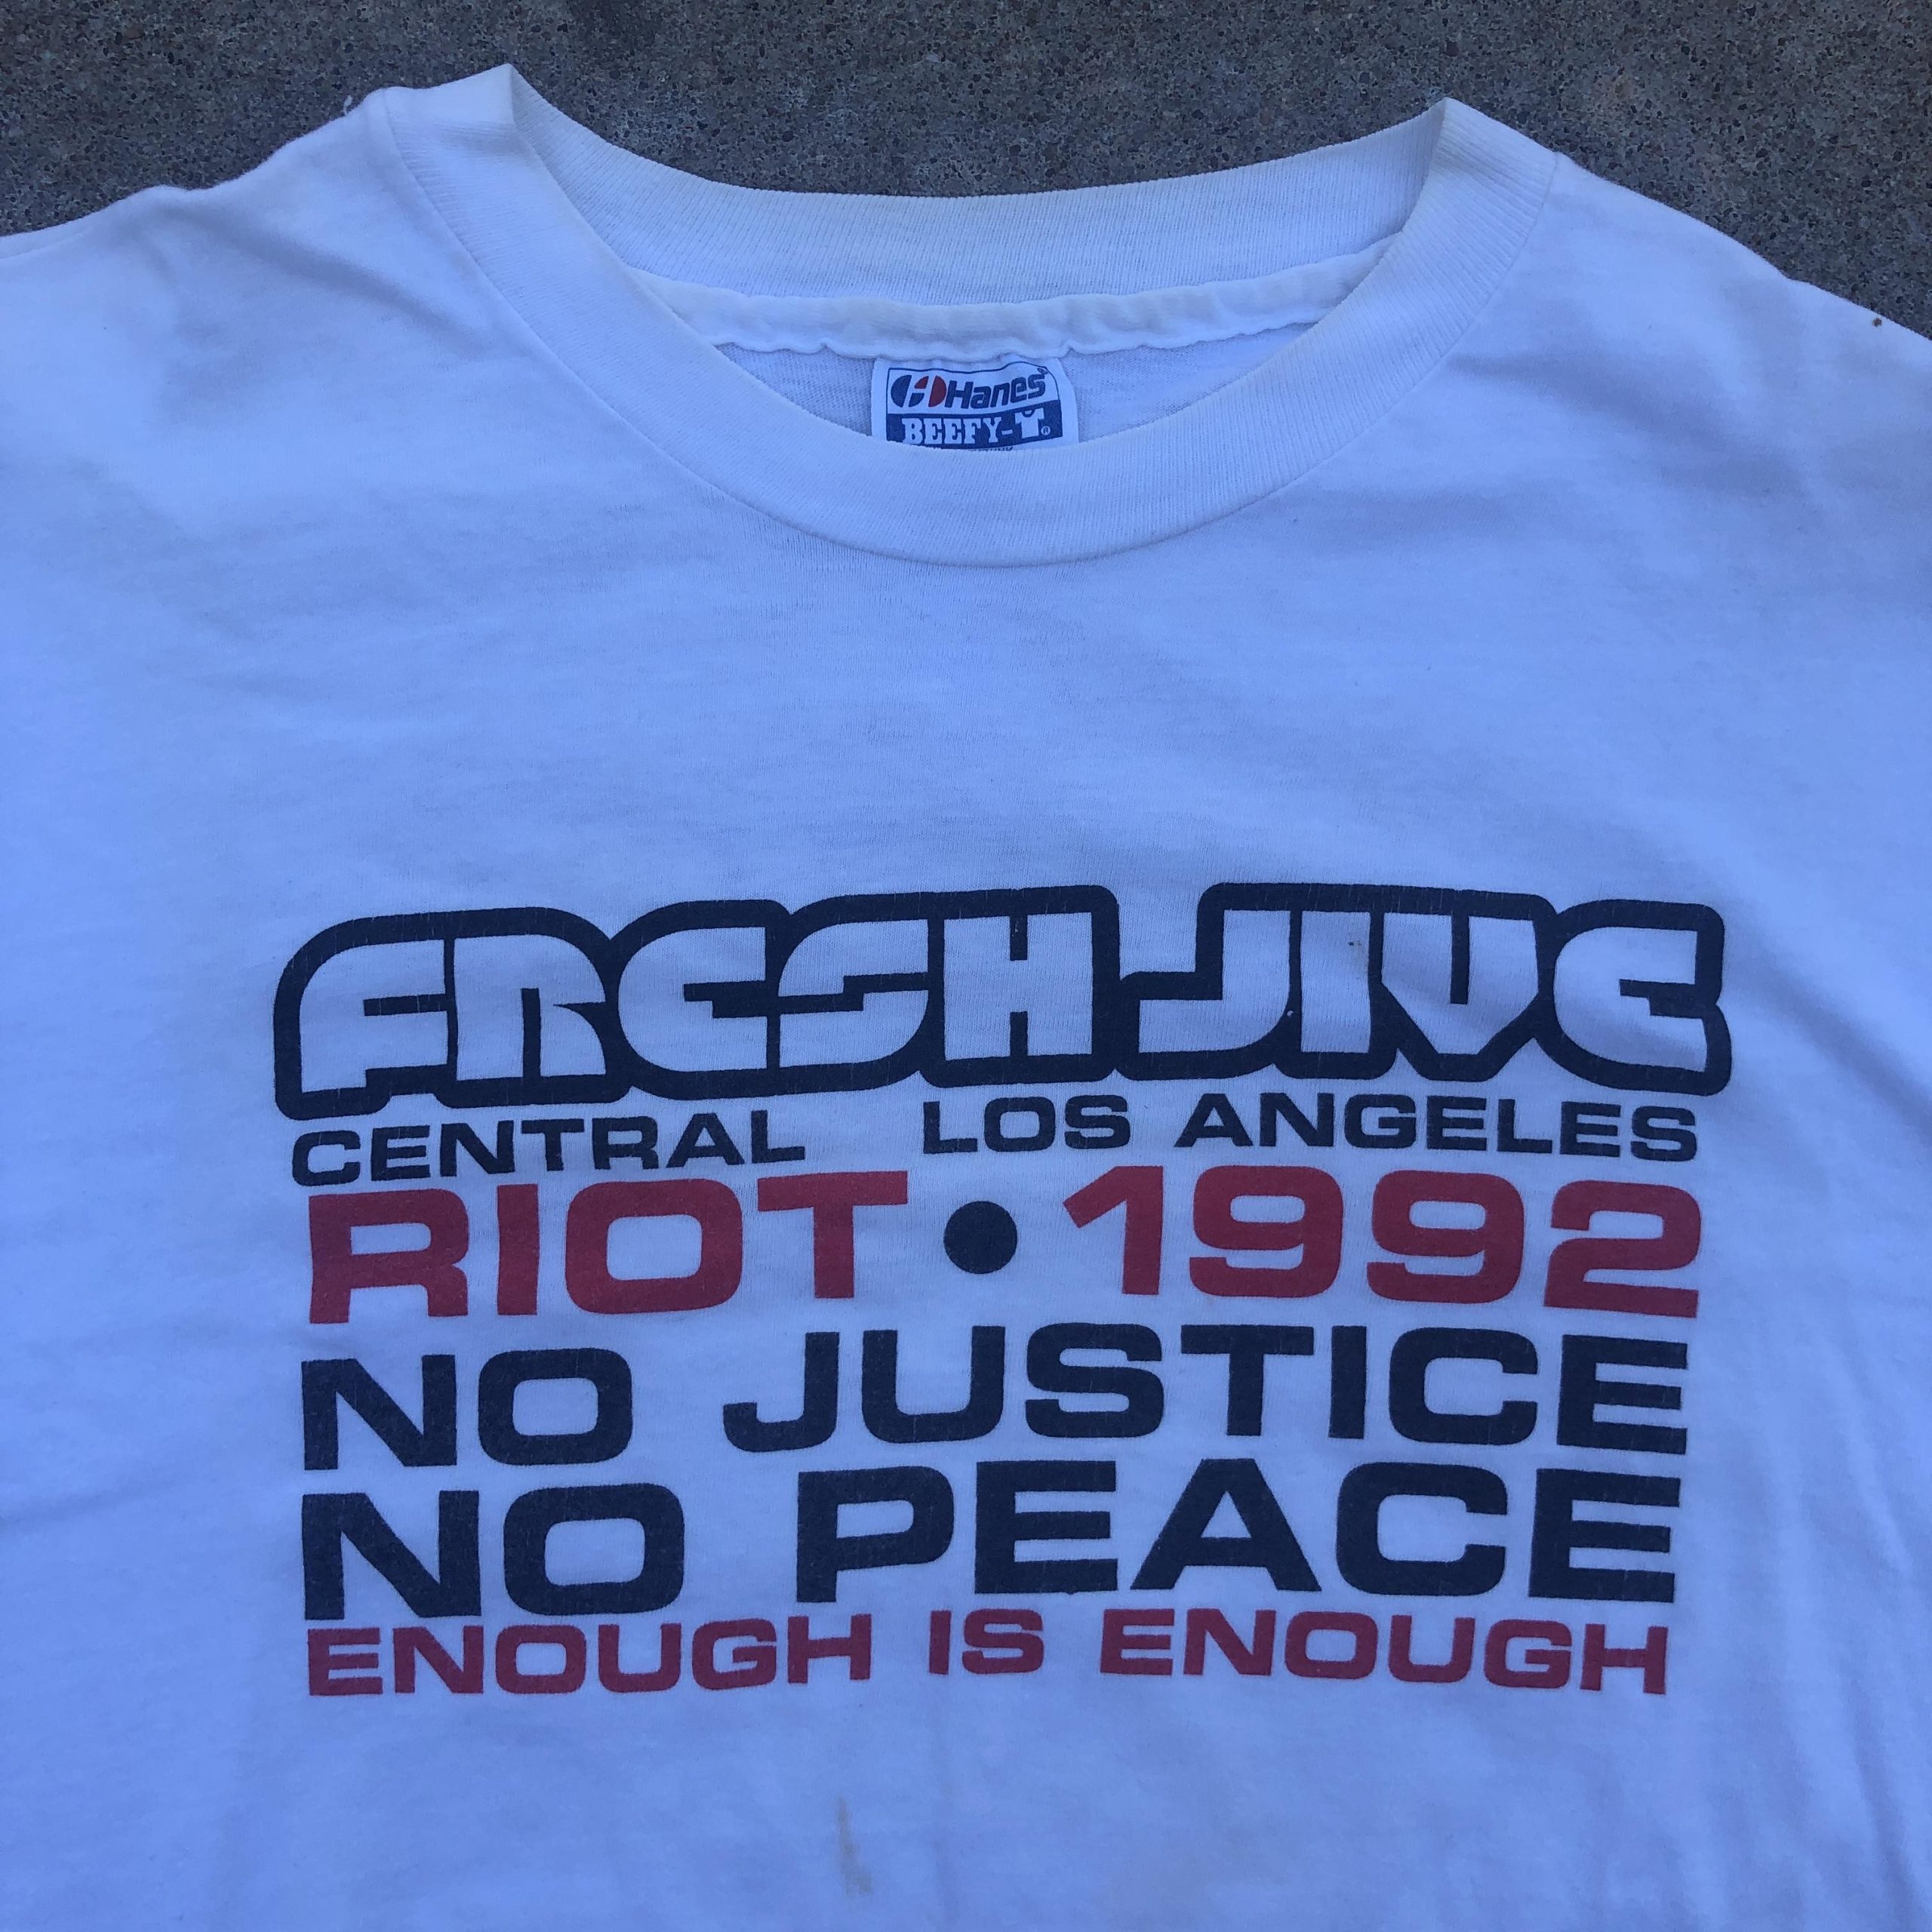 Hanes
BEEFY-T
FRESHJIVE
CENTRAL LOS ANGELES
RIOT • 1992
NO JUSTICE
NO PEACE
ENOUGH IS ENOUGH